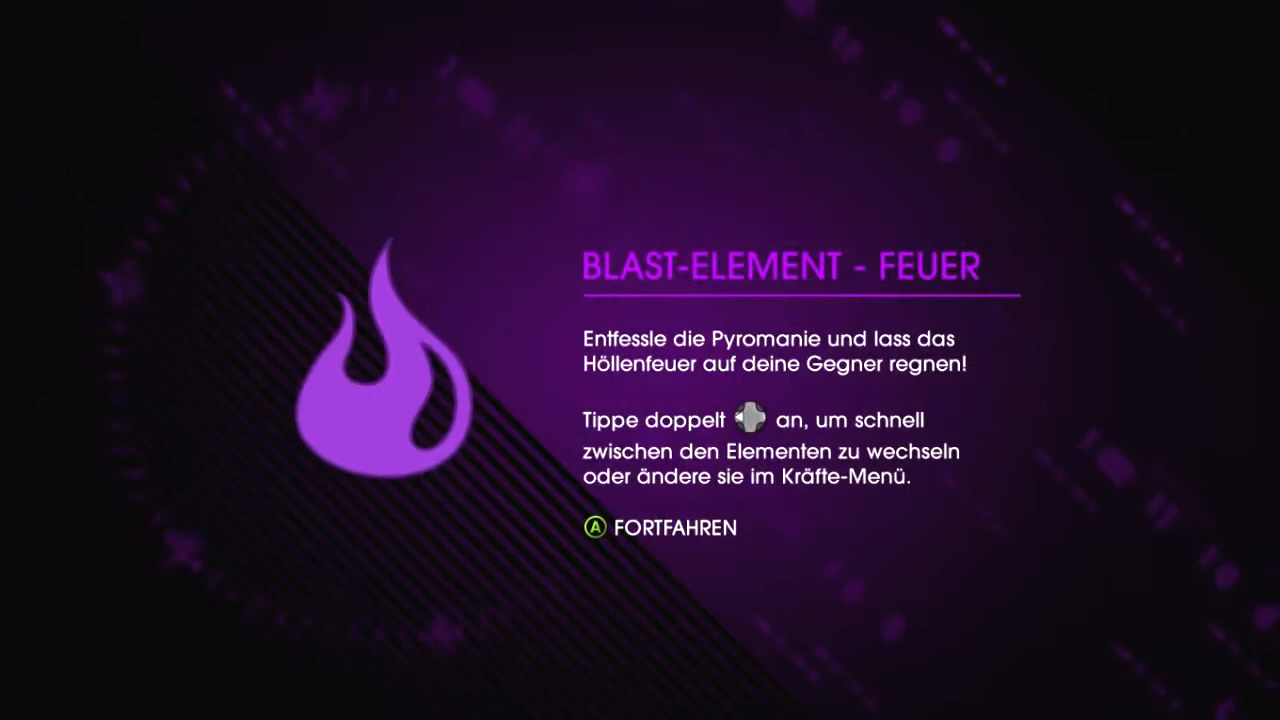 BLAST-ELEMENT - FEUER
Entfessle die Pyromanie und lass das
Höllenfeuer auf deine Gegner regnen!
Tippe doppelt an, um schnell
zwischen den Elementen zu wechseln
oder ändere sie im Kräfte-Menü.
A FORTFAHREN